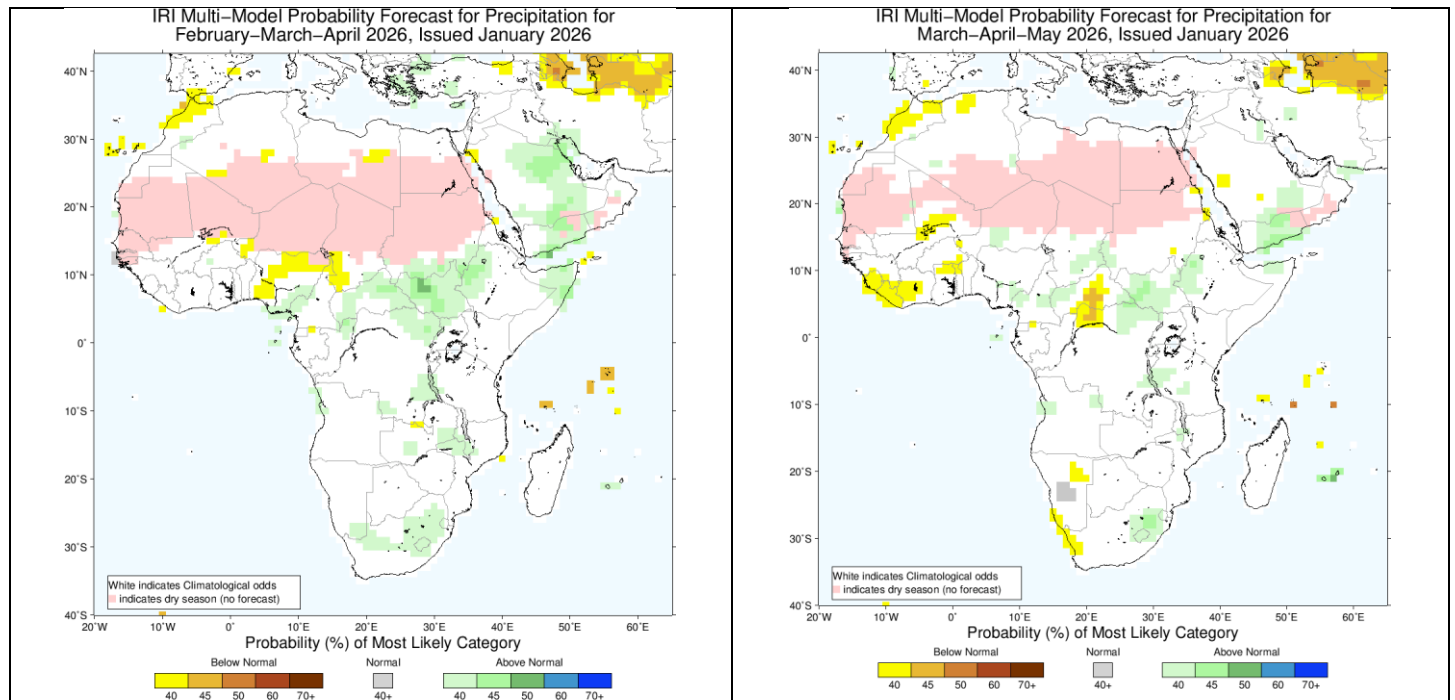 IRI Multi-Model Probability Forecast for Precipitation for
February-March-April 2026, Issued January 2026
40˚N
30˚N
20˚N
10˚N
0˚
10˚S
20˚S
30˚S
40˚S
White indicates Climatological odds
indicates dry season (no forecast)
20˚W 10˚W 0˚ 10˚E 20˚E 30˚E 40˚E 50˚E 60˚E
Probability (%) of Most Likely Category
Below Normal Normal Above Normal
40 45 50 60 70+ 40+ 40 45 50 60 70+
IRI Multi-Model Probability Forecast for Precipitation for
March-April-May 2026, Issued January 2026
40˚N
30˚N
20˚N
10˚N
0˚
10˚S
20˚S
30˚S
40˚S
White indicates Climatological odds
indicates dry season (no forecast)
20˚W 10˚W 0˚ 10˚E 20˚E 30˚E 40˚E 50˚E 60˚E
Probability (%) of Most Likely Category
Below Normal Normal Above Normal
40 45 50 60 70+ 40+ 40 45 50 60 70+